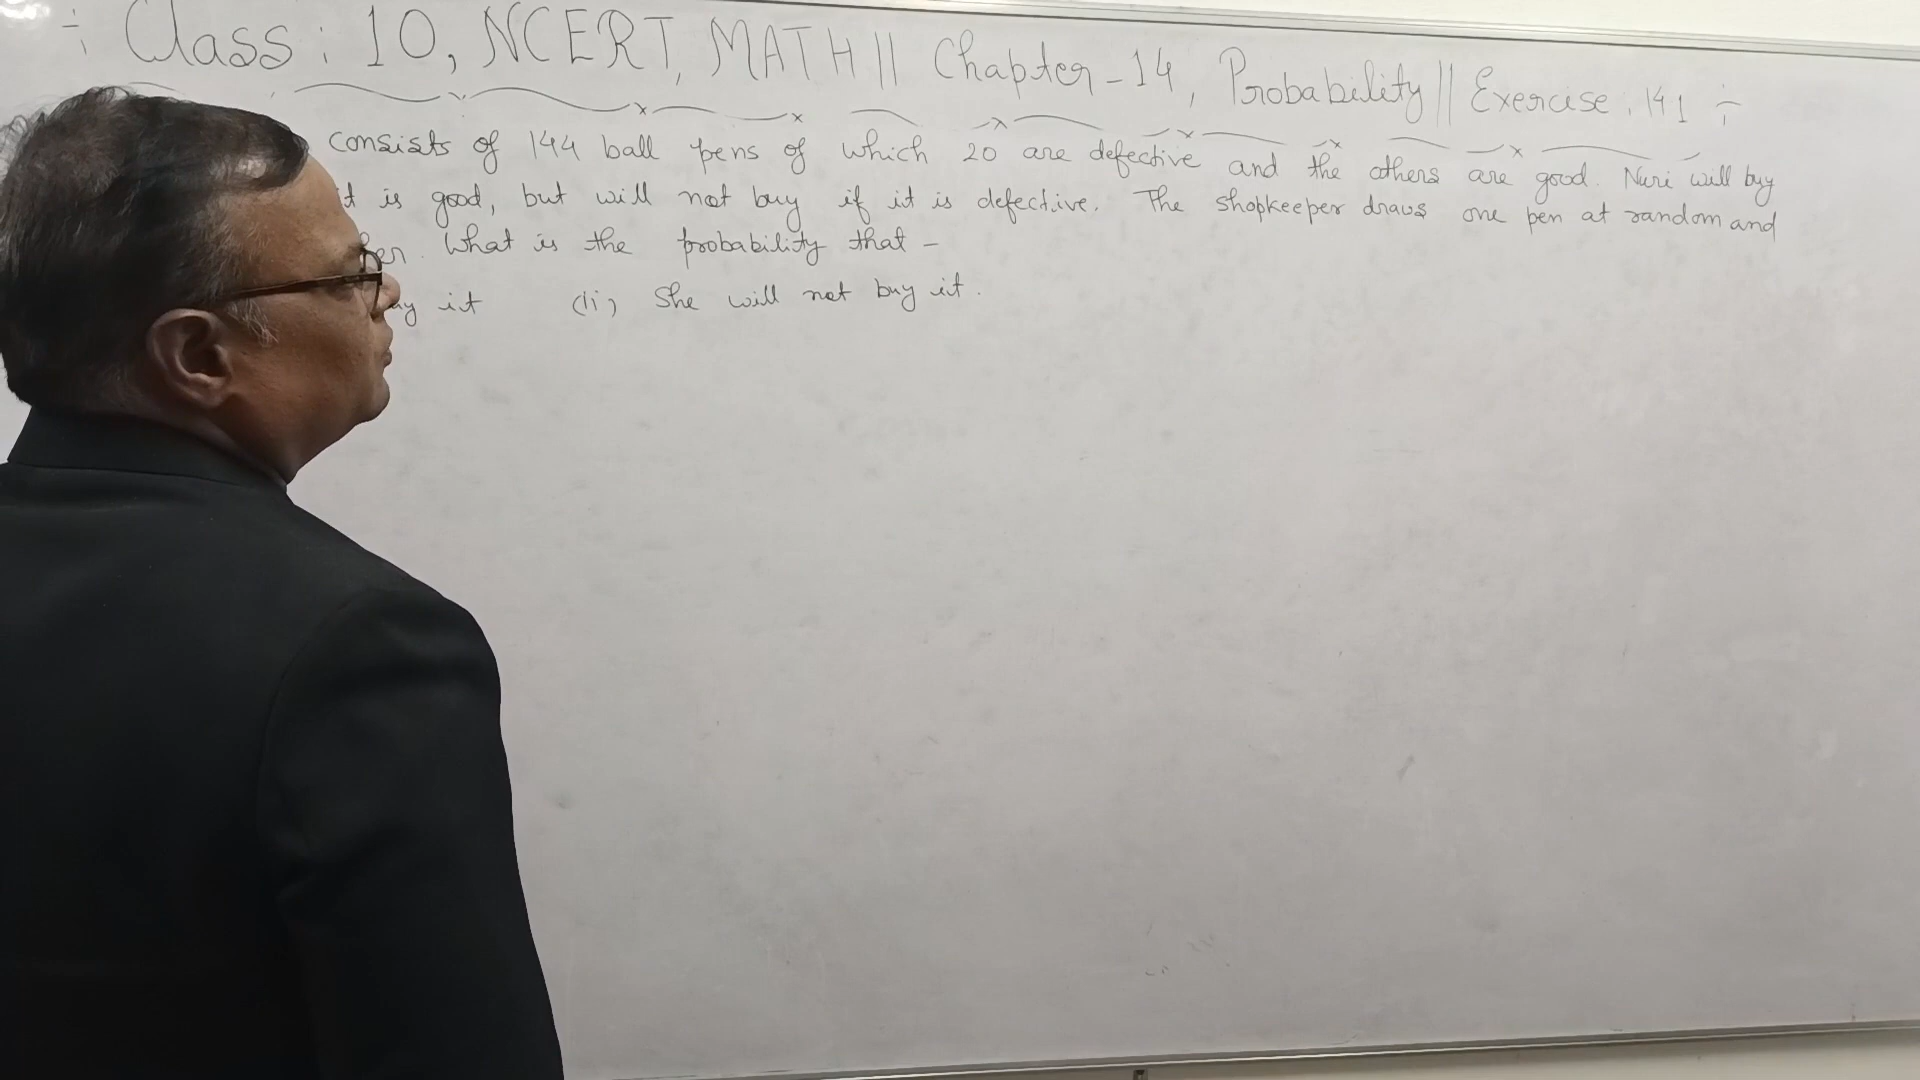 ÷ Class : 10, NCERT, MATH || Chapter - 14, Probability || Exercise : 14.1 ÷
consists of 144 ball pens of which 20 are defective and the others are good. Nuri will buy
it is good, but will not buy if it is defective. The shopkeeper draws one pen at random and
her. What is the probability that -
it (ii) She will not buy it.